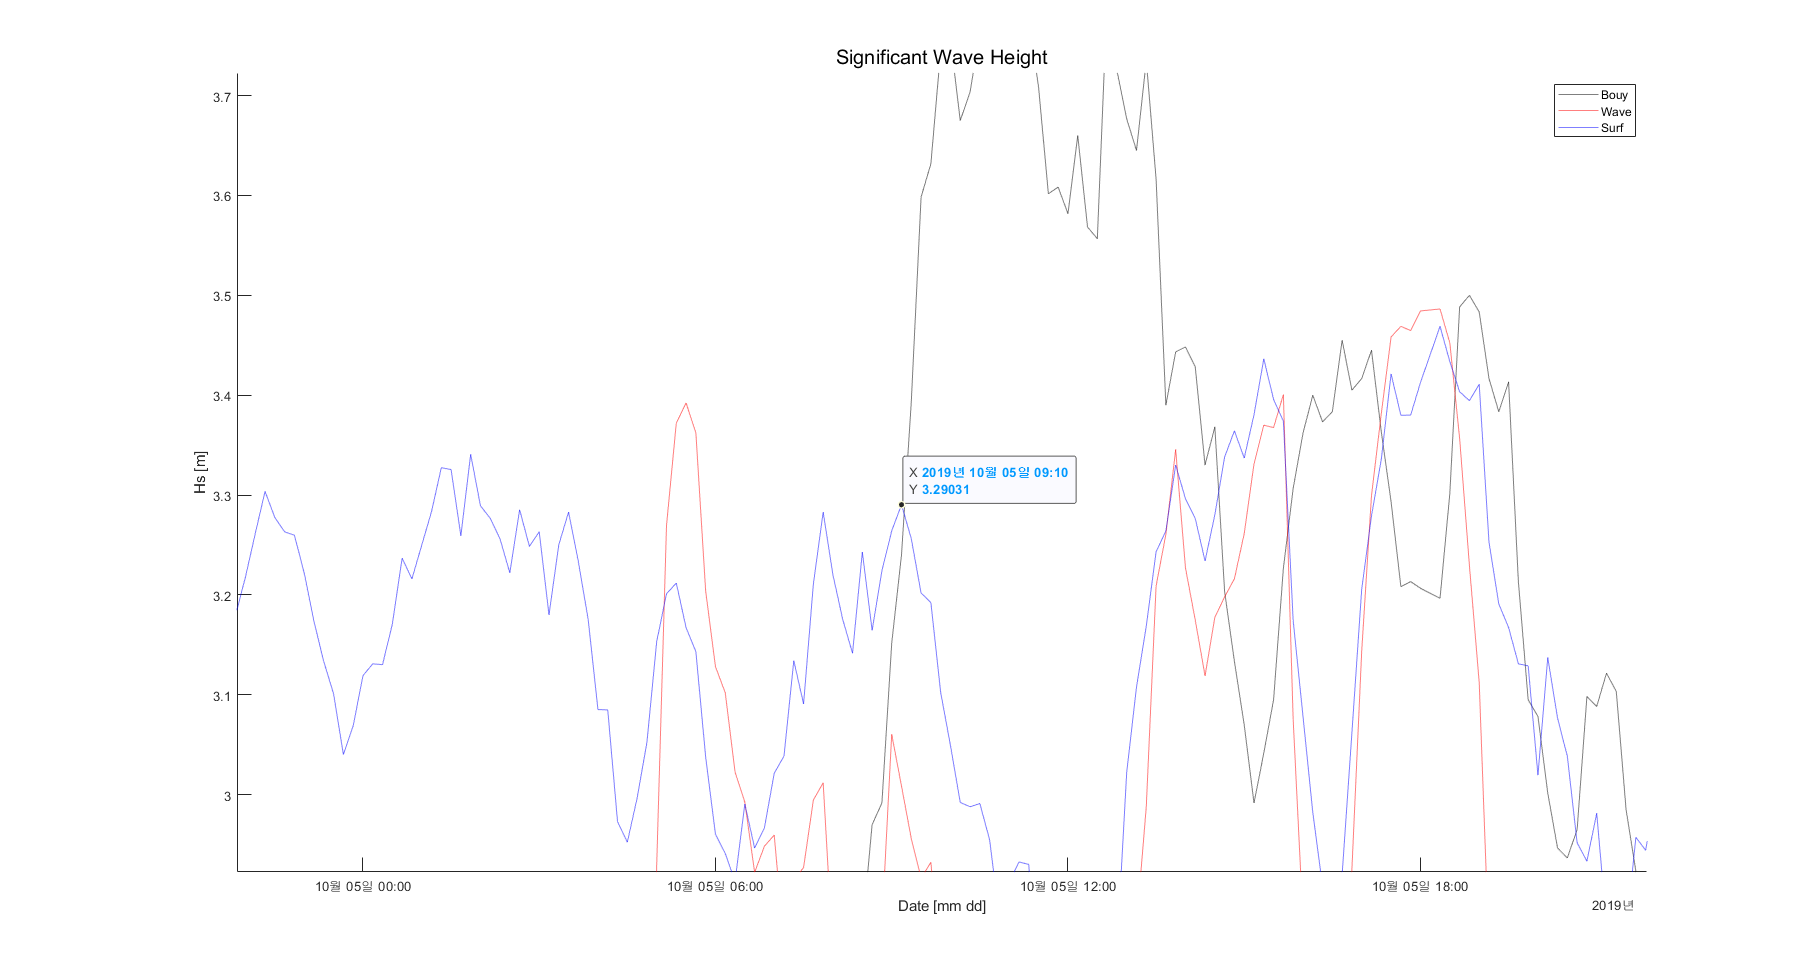 Significant Wave Height
Bouy
Wave
Surf
3.7
3.6
3.5
3.4
3.3
3.2
3.1
3
Hs [m]
X 2019년 10월 05일 09:10
Y 3.29031
10월 05일 00:00
10월 05일 06:00
10월 05일 12:00
10월 05일 18:00
Date [mm dd]
2019년